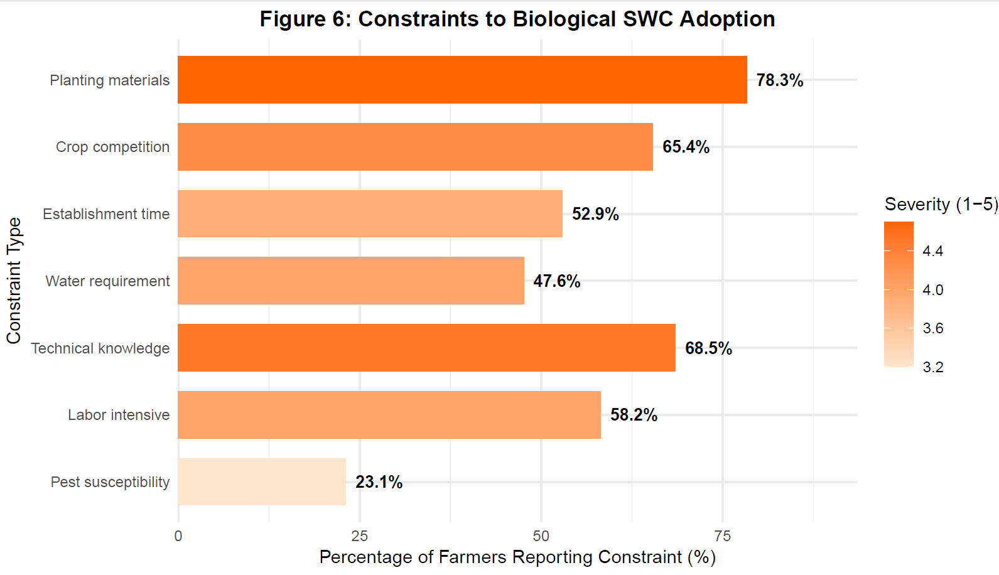 Figure 6: Constraints to Biological SWC Adoption
Constraint Type
Planting materials 78.3%
Crop competition 65.4%
Establishment time 52.9%
Water requirement 47.6%
Technical knowledge 68.5%
Labor intensive 58.2%
Pest susceptibility 23.1%
0 25 50 75
Percentage of Farmers Reporting Constraint (%)
Severity (1−5)
4.4
4.0
3.6
3.2